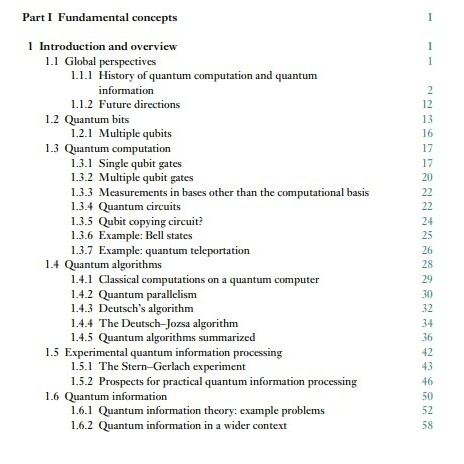 Part I Fundamental concepts 1
1 Introduction and overview 1
1.1 Global perspectives 1
1.1.1 History of quantum computation and quantum
information 2
1.1.2 Future directions 12
1.2 Quantum bits 13
1.2.1 Multiple qubits 16
1.3 Quantum computation 17
1.3.1 Single qubit gates 17
1.3.2 Multiple qubit gates 20
1.3.3 Measurements in bases other than the computational basis 22
1.3.4 Quantum circuits 22
1.3.5 Qubit copying circuit? 24
1.3.6 Example: Bell states 25
1.3.7 Example: quantum teleportation 26
1.4 Quantum algorithms 28
1.4.1 Classical computations on a quantum computer 29
1.4.2 Quantum parallelism 30
1.4.3 Deutsch's algorithm 32
1.4.4 The Deutsch–Jozsa algorithm 34
1.4.5 Quantum algorithms summarized 36
1.5 Experimental quantum information processing 42
1.5.1 The Stern–Gerlach experiment 43
1.5.2 Prospects for practical quantum information processing 46
1.6 Quantum information 50
1.6.1 Quantum information theory: example problems 52
1.6.2 Quantum information in a wider context 58